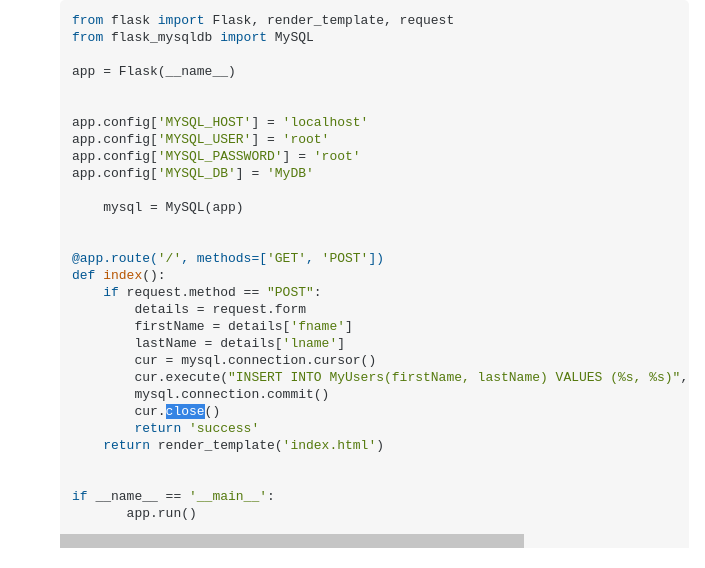 from flask import Flask, render_template, request
from flask_mysqldb import MySQL
app = Flask(__name__)
app.config['MYSQL_HOST'] = 'localhost'
app.config['MYSQL_USER'] = 'root'
app.config['MYSQL_PASSWORD'] = 'root'
app.config['MYSQL_DB'] = 'MyDB'
    mysql = MySQL(app)
@app.route('/', methods=['GET', 'POST'])
def index():
    if request.method == "POST":
        details = request.form
        firstName = details['fname']
        lastName = details['lname']
        cur = mysql.connection.cursor()
        cur.execute("INSERT INTO MyUsers(firstName, lastName) VALUES (%s, %s)",
        mysql.connection.commit()
        cur.close()
        return 'success'
    return render_template('index.html')
if __name__ == '__main__':
       app.run()